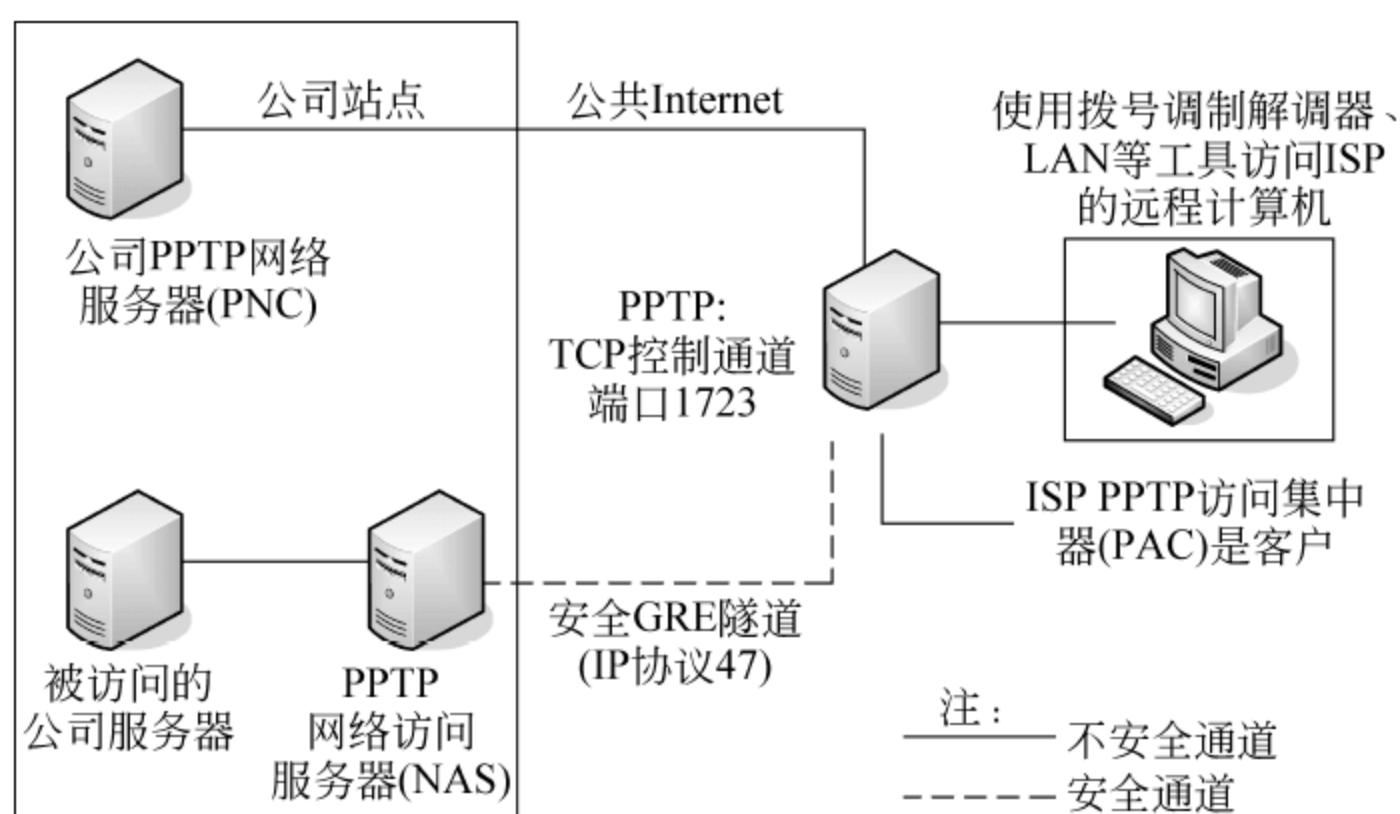 公司站点
公共Internet
使用拨号调制解调器、
LAN等工具访问ISP
的远程计算机
公司PPTP网络
服务器(PNC)
PPTP:
TCP控制通道
端口1723
ISP PPTP访问集中
器(PAC)是客户
安全GRE隧道
(IP协议47)
被访问的
公司服务器
PPTP
网络访问
服务器(NAS)
注：
不安全通道
安全通道